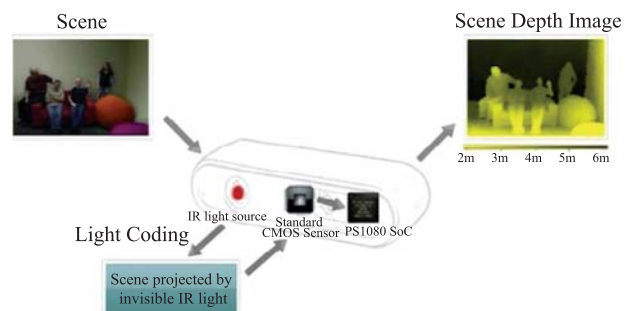 Scene
Scene Depth Image
2m 3m 4m 5m 6m
IR light source
Standard
CMOS Sensor
PS1080 SoC
Light Coding
Scene projected by
invisible IR light